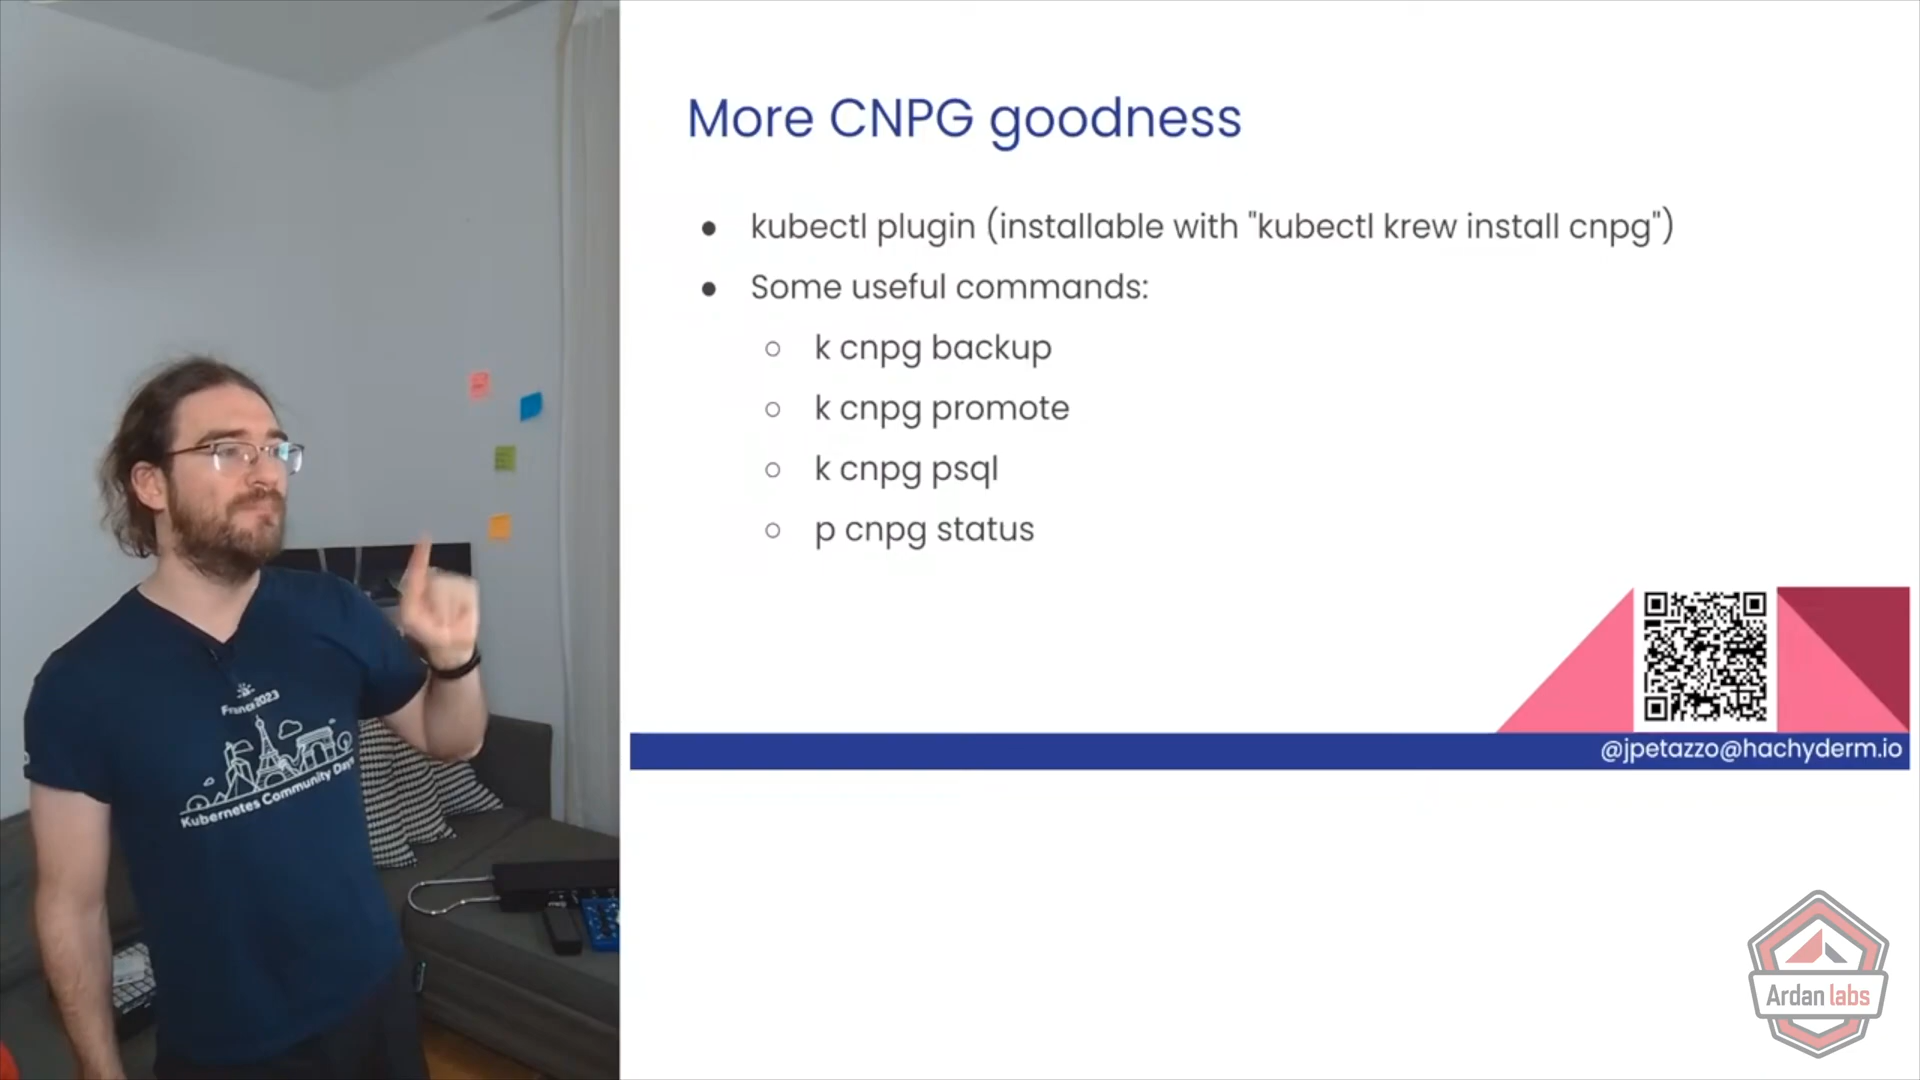 More CNPG goodness
● kubectl plugin (installable with "kubectl krew install cnpg")
● Some useful commands:
○ k cnpg backup
○ k cnpg promote
○ k cnpg psql
○ p cnpg status
@jpetazzo@hachyderm.io
France 2023
Kubernetes Community Days
Ardan labs